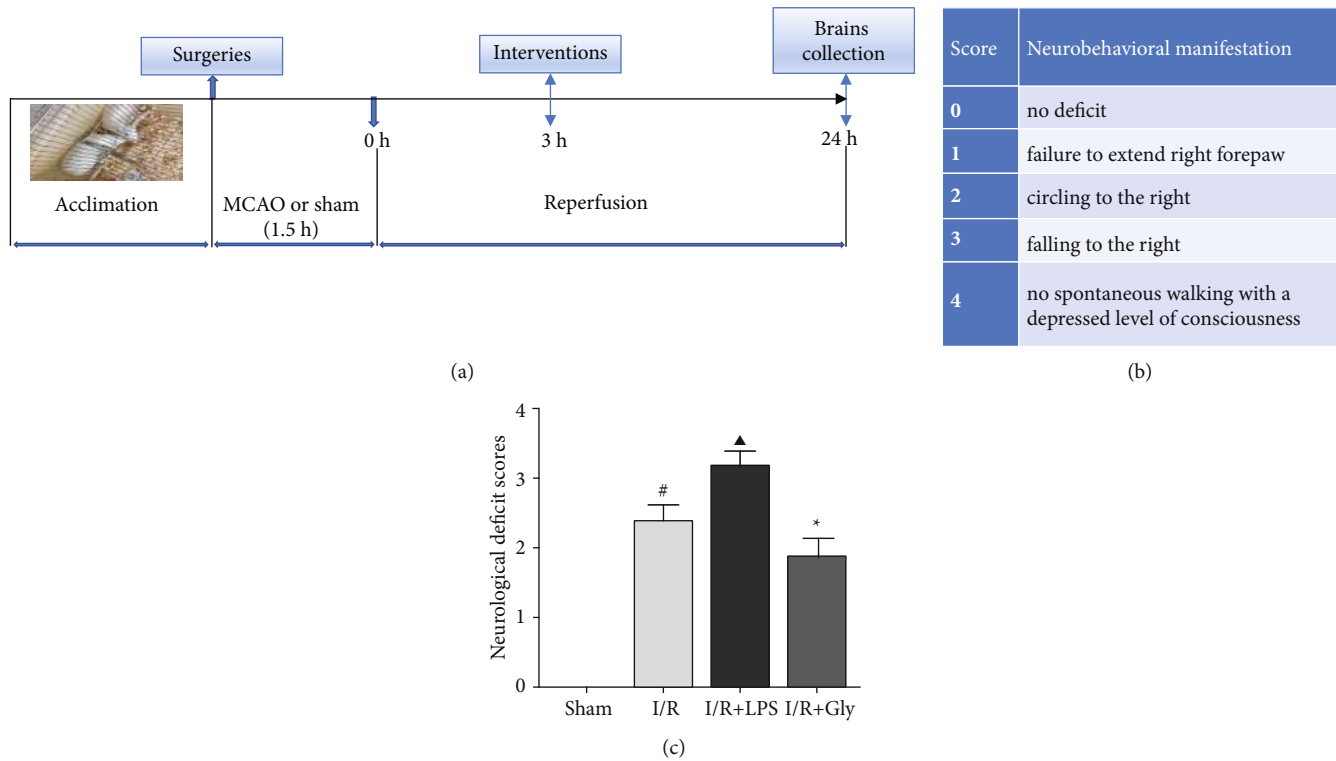 Surgeries
Interventions
Brains
collection
0 h
3 h
24 h
Acclimation
MCAO or sham
(1.5 h)
Reperfusion
(a)
Score Neurobehavioral manifestation
0 no deficit
1 failure to extend right forepaw
2 circling to the right
3 falling to the right
4 no spontaneous walking with a
depressed level of consciousness
(b)
Neurological deficit scores
4
3
2
1
0
#
▲
*
Sham I/R I/R+LPS I/R+Gly
(c)